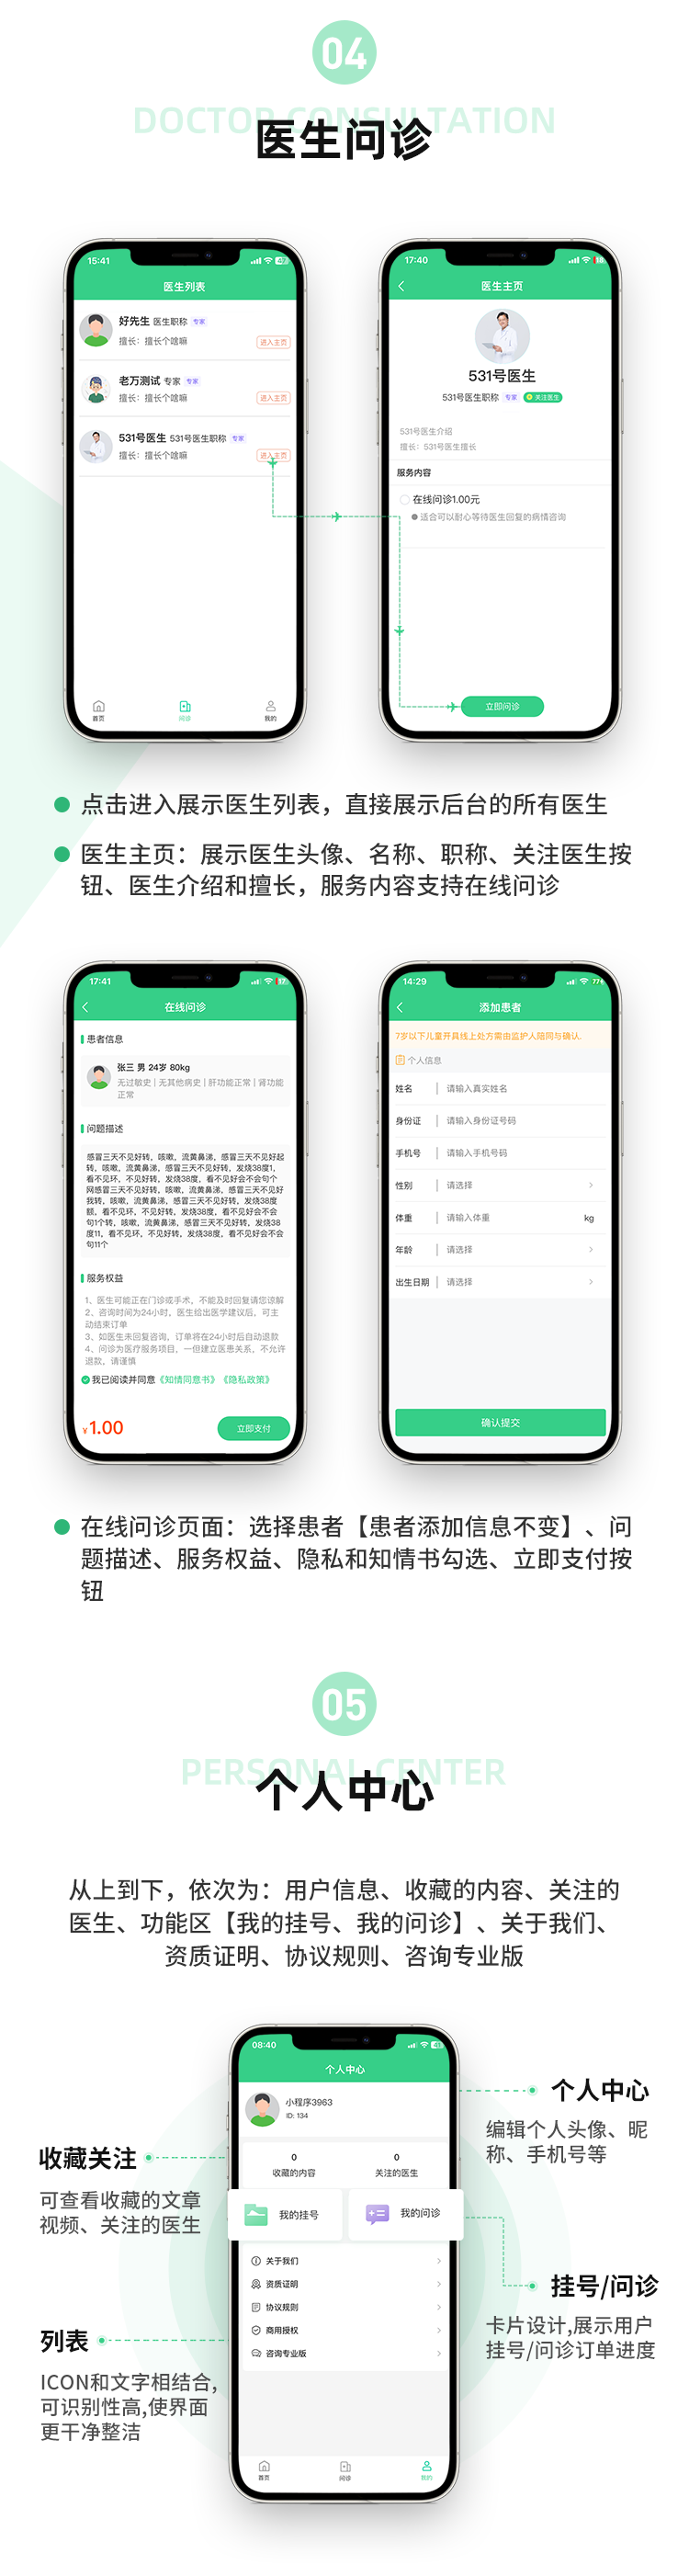 04
DOCTOR CONSULTATION
医生问诊
15:41
医生列表
好先生 医生职称 专家
擅长：擅长个啥嘛
进入主页
老万测试 专家 专家
擅长：擅长个啥嘛
进入主页
531号医生 531号医生职称 专家
擅长：擅长个啥嘛
进入主页
首页 问诊 我的
17:40
医生主页
531号医生
531号医生职称 专家 关注医生
531号医生介绍
擅长：531号医生擅长
服务内容
在线问诊1.00元
适合可以耐心等待医生回复的病情咨询
立即问诊
点击进入展示医生列表，直接展示后台的所有医生
医生主页：展示医生头像、名称、职称、关注医生按
钮、医生介绍和擅长，服务内容支持在线问诊
17:41
在线问诊
患者信息
张三 男 24岁 80kg
无过敏史 | 无其他病史 | 肝功能正常 | 肾功能
正常
问题描述
感冒三天不见好转，咳嗽，流黄鼻涕，感冒三天不见好起
转，咳嗽，流黄鼻涕，感冒三天不见好转，发烧38度1，
看不见环，不见好转，发烧38度，看不见好会不会句个
网感冒三天不见好转，咳嗽，流黄鼻涕，感冒三天不见好
我转，咳嗽，流黄鼻涕，感冒三天不见好转，发烧38度
额，看不见环，不见好转，发烧38度，看不见好会不会
句1个转，咳嗽，流黄鼻涕，感冒三天不见好转，发烧38
度11，看不见环，不见好转，发烧38度，看不见好会不会
句11个
服务权益
1、医生可能正在门诊或手术，不能及时回复请您谅解
2、咨询时间为24小时，医生给出医学建议后，可主
动结束订单
3、如医生未回复咨询，订单将在24小时后自动退款
4、问诊为医疗服务项目，一但建立医患关系，不允许
退款，请谨慎
我已阅读并同意《知情同意书》《隐私政策》
¥1.00
立即支付
14:29
77
添加患者
7岁以下儿童开具线上处方需由监护人陪同与确认.
个人信息
姓名 请输入真实姓名
身份证 请输入身份证号码
手机号 请输入手机号码
性别 请选择
体重 请输入体重 kg
年龄 请选择
出生日期 请选择
确认提交
在线问诊页面：选择患者【患者添加信息不变】、问
题描述、服务权益、隐私和知情书勾选、立即支付按
钮
05
PERSONAL CENTER
个人中心
从上到下，依次为：用户信息、收藏的内容、关注的
医生、功能区【我的挂号、我的问诊】、关于我们、
资质证明、协议规则、咨询专业版
08:40
个人中心
小程序3963
ID: 134
0 0
收藏的内容 关注的医生
我的挂号 我的问诊
关于我们
资质证明
协议规则
商用授权
咨询专业版
首页 问诊 我的
个人中心
编辑个人头像、昵
称、手机号等
收藏关注
可查看收藏的文章
视频、关注的医生
挂号/问诊
卡片设计,展示用户
挂号/问诊订单进度
列表
ICON和文字相结合,
可识别性高,使界面
更干净整洁